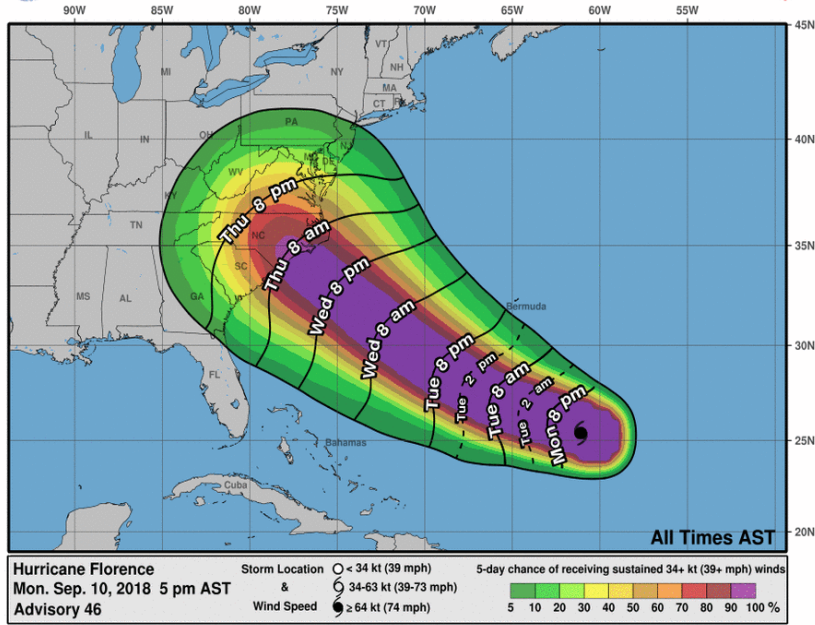 90W 85W 80W 75W 70W 65W 60W 55W
45N
VT
NH
MI
NY
MA
CT
RI
40N
PA
IL
IN
OH
NJ
DE
WV
KY
Thu 8 pm
TN
NC
35N
Thu 8 am
SC
Wed 8 pm
MS
AL
GA
Bermuda
Wed 8 am
30N
Tue 8 pm
FL
Tue 2 pm
Tue 8 am
Tue 2 am
Mon 8 pm
Bahamas
25N
Cuba
All Times AST
20N
Hurricane Florence
Mon. Sep. 10, 2018 5 pm AST
Advisory 46
Storm Location
&
Wind Speed
< 34 kt (39 mph)
34-63 kt (39-73 mph)
≥ 64 kt (74 mph)
5-day chance of receiving sustained 34+ kt (39+ mph) winds
5 10 20 30 40 50 60 70 80 90 100 %